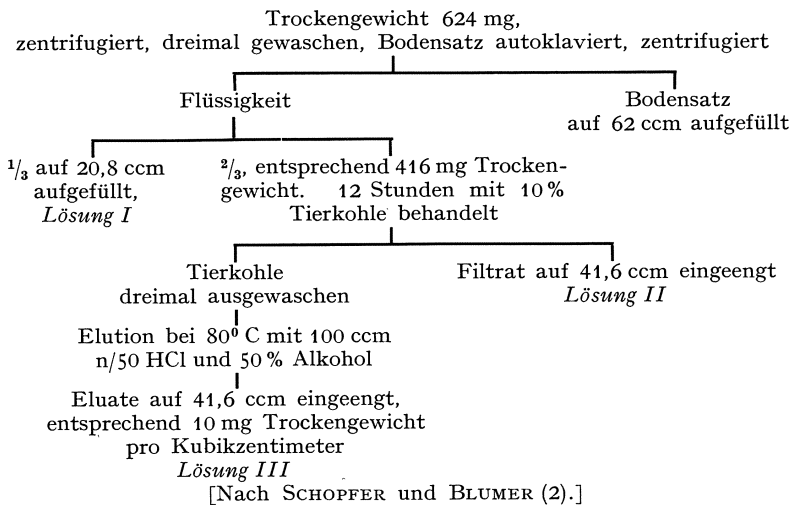 Trockengewicht 624 mg,
zentrifugiert, dreimal gewaschen, Bodensatz autoklaviert, zentrifugiert
Flüssigkeit
Bodensatz
auf 62 ccm aufgefüllt
1/3 auf 20,8 ccm
aufgefüllt,
Lösung I
2/3, entsprechend 416 mg Trocken-
gewicht. 12 Stunden mit 10%
Tierkohle behandelt
Tierkohle
dreimal ausgewaschen
Filtrat auf 41,6 ccm eingeengt
Lösung II
Elution bei 80⁰ C mit 100 ccm
n/50 HCl und 50% Alkohol
Eluate auf 41,6 ccm eingeengt,
entsprechend 10 mg Trockengewicht
pro Kubikzentimeter
Lösung III
[Nach SCHOPFER und BLUMER (2).]